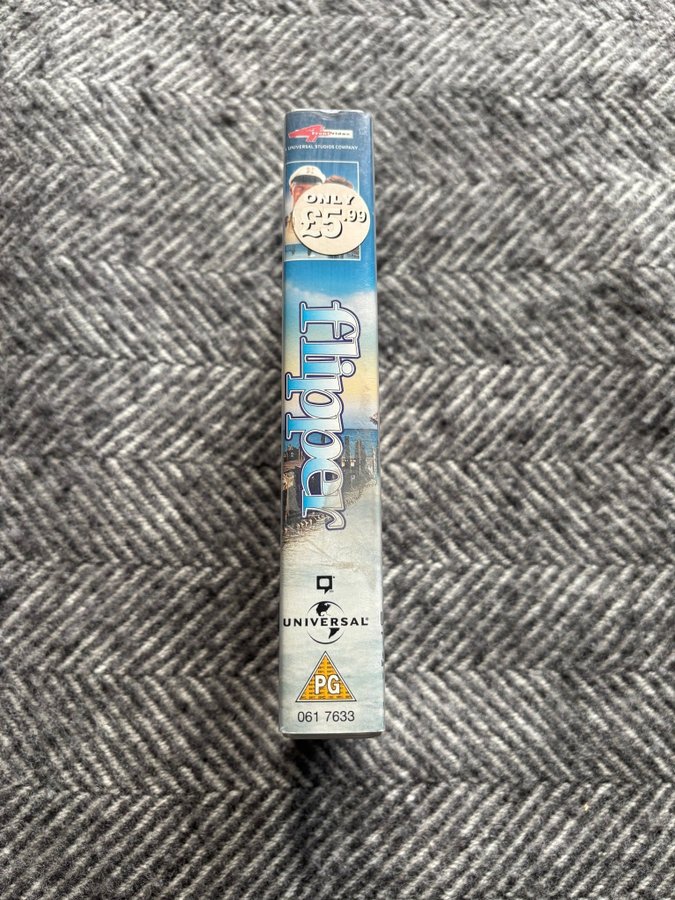 A UNIVERSAL STUDIOS COMPANY
ONLY
£5.99
flipper
UNIVERSAL
PG
061 7633